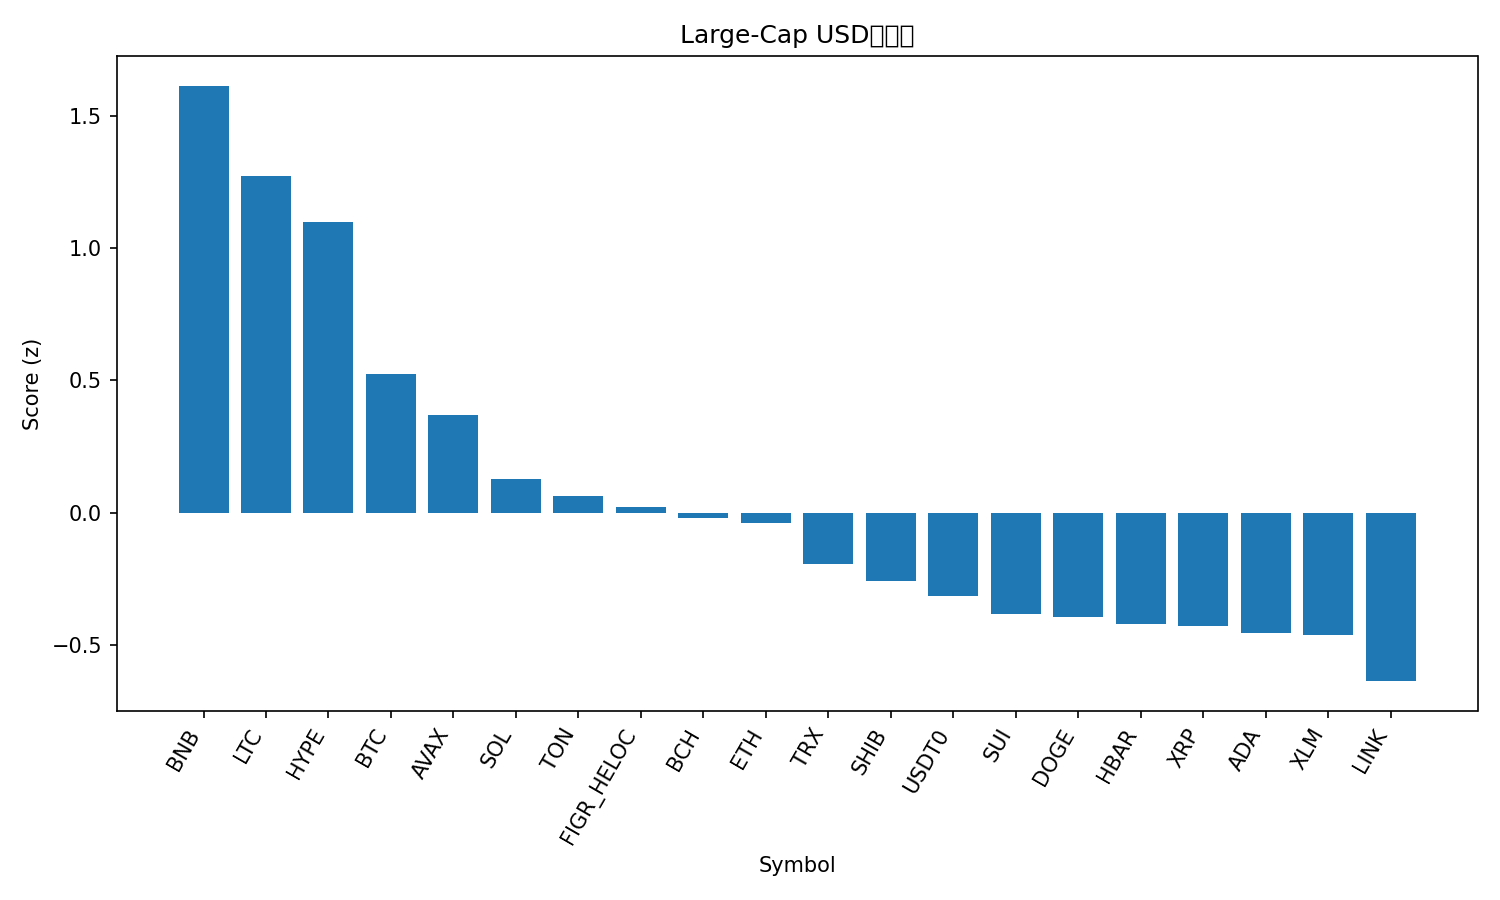 Large-Cap USD
Score (z)
1.5
1.0
0.5
0.0
−0.5
BNB
LTC
HYPE
BTC
AVAX
SOL
TON
FIGR_HELOC
BCH
ETH
TRX
SHIB
USDT0
SUI
DOGE
HBAR
XRP
ADA
XLM
LINK
Symbol